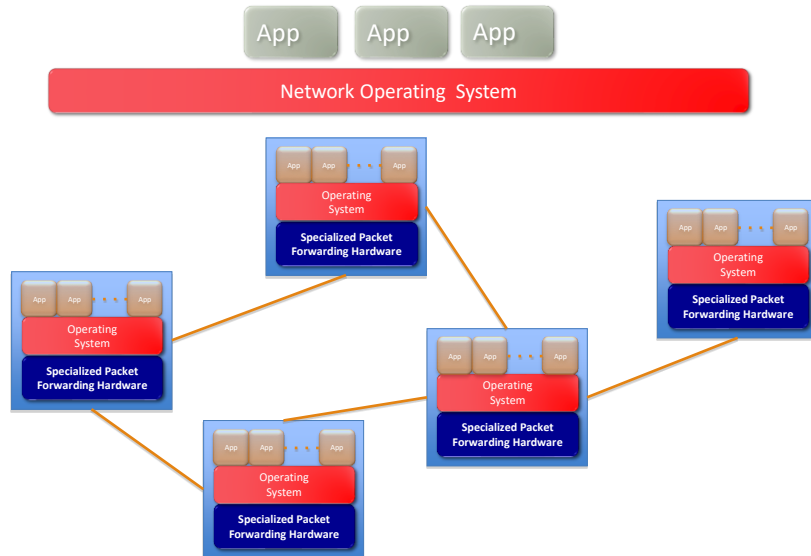 App App App
Network Operating System
App App App
Operating
System
Specialized Packet
Forwarding Hardware
App App App
Operating
System
Specialized Packet
Forwarding Hardware
App App App
Operating
System
Specialized Packet
Forwarding Hardware
App App App
Operating
System
Specialized Packet
Forwarding Hardware
App App App
Operating
System
Specialized Packet
Forwarding Hardware